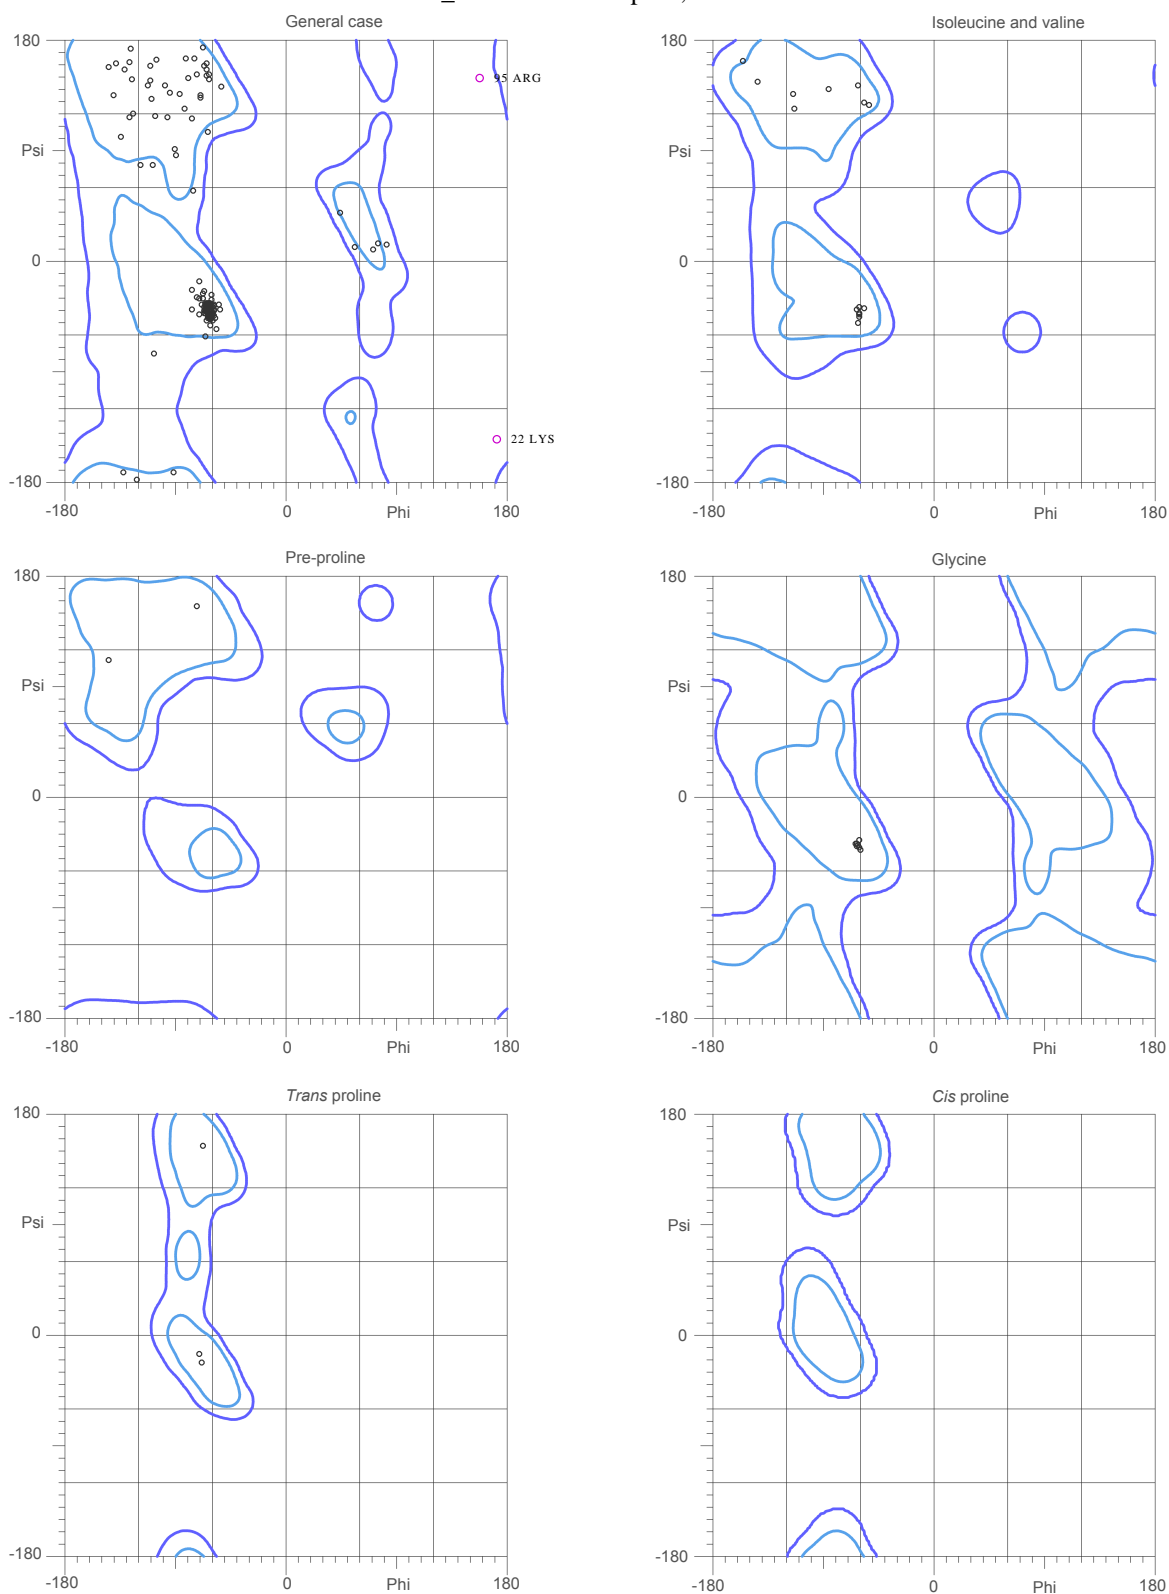 General case
Isoleucine and valine
180
95 ARG
180
Psi
Psi
0
0
22 LYS
-180
-180
-180
0
Phi
180
-180
0
Phi
180
Pre-proline
Glycine
180
180
Psi
Psi
0
0
-180
-180
-180
0
Phi
180
-180
0
Phi
180
Trans proline
Cis proline
180
180
Psi
Psi
0
0
-180
-180
-180
0
Phi
180
-180
0
Phi
180